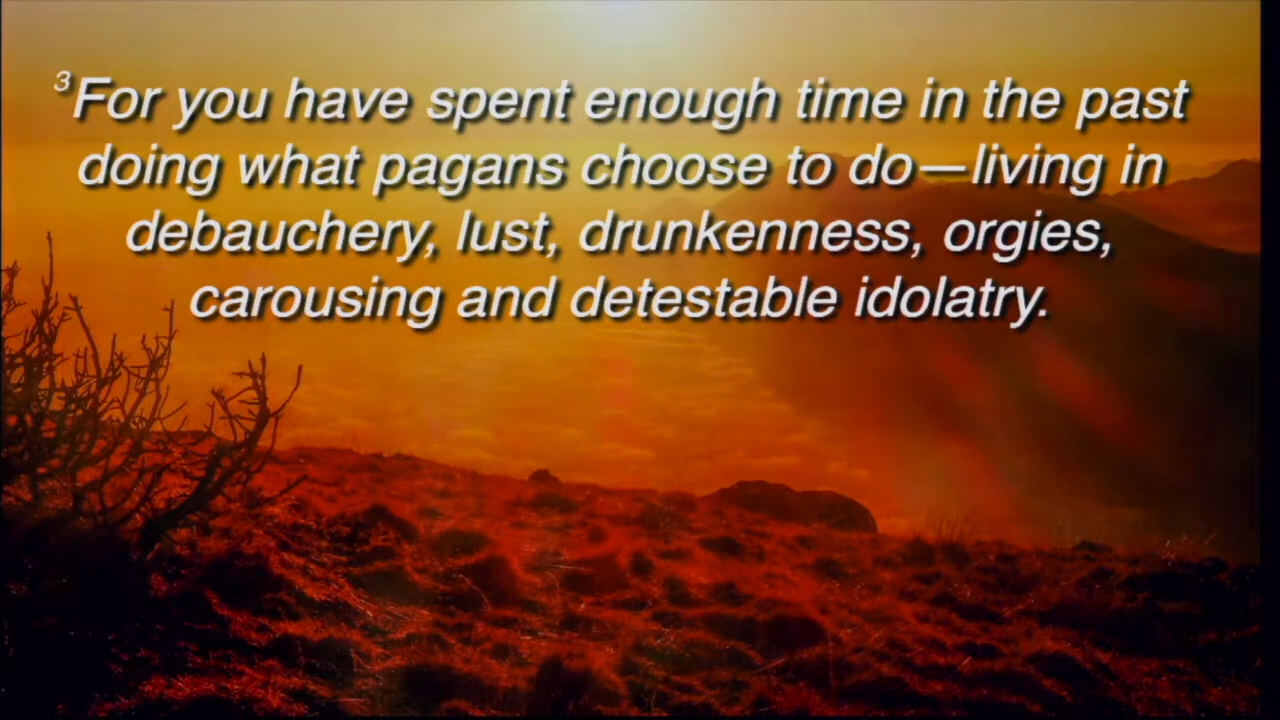 ³For you have spent enough time in the past
doing what pagans choose to do—living in
debauchery, lust, drunkenness, orgies,
carousing and detestable idolatry.